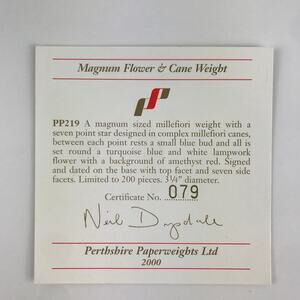 Magnum Flower & Cane Weight
PP219 A magnum sized millefiori weight with a
seven point star designed in complex millefiori canes,
between each point rests a small blue bud and all is
set round a turquoise blue and white lampwork
flower with a background of amethyst red. Signed
and dated on the base with top facet and seven side
facets. Limited to 200 pieces. 3¼" diameter.
Certificate No. 079
Neil Drysdale
Perthshire Paperweights Ltd
2000